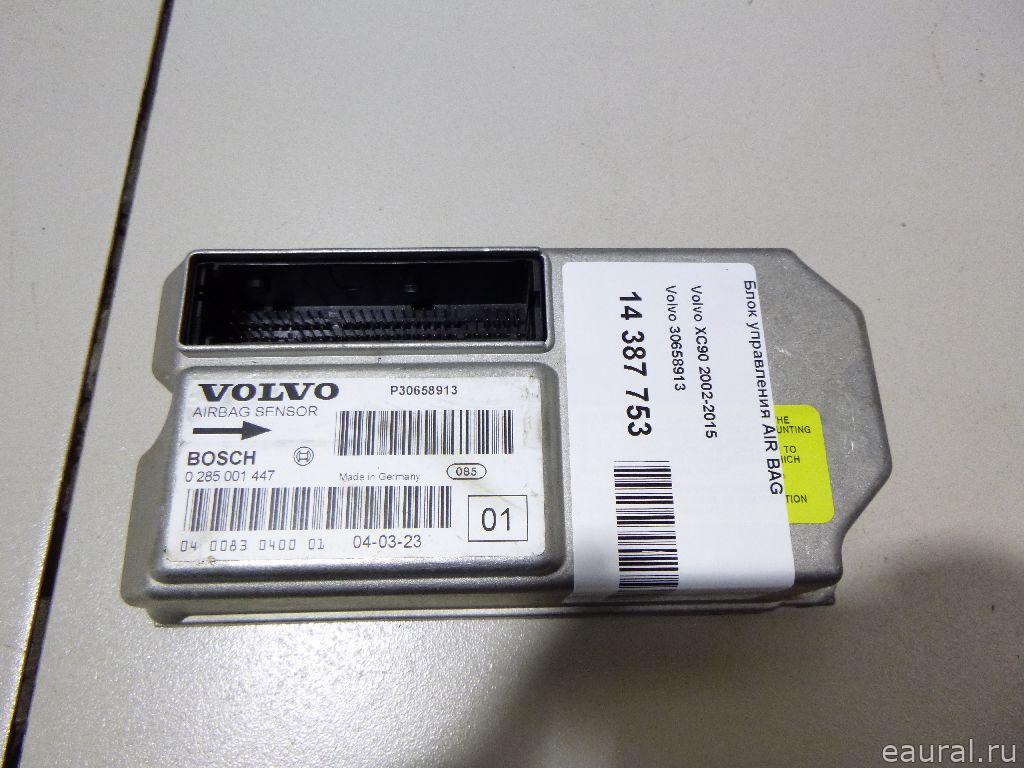 VOLVO
P30658913
AIRBAG SENSOR
BOSCH
0 285 001 447
Made in Germany
085
04 0083 0400 01
04-03-23
01
Блок управления AIR BAG
Volvo XC90 2002-2015
Volvo 30658913
14 387 753
TO
eaural.ru